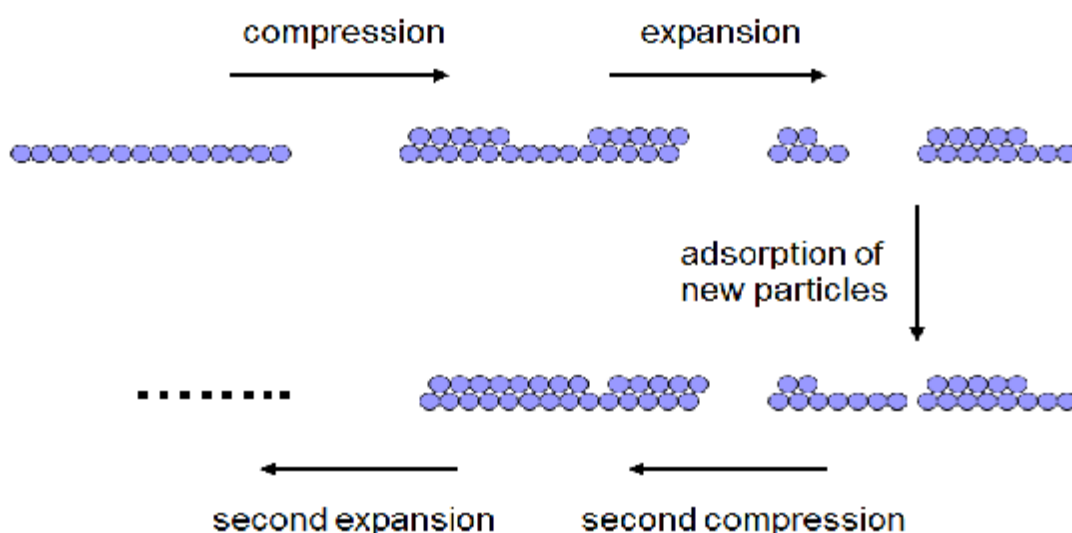 compression
expansion
adsorption of
new particles
second expansion
second compression